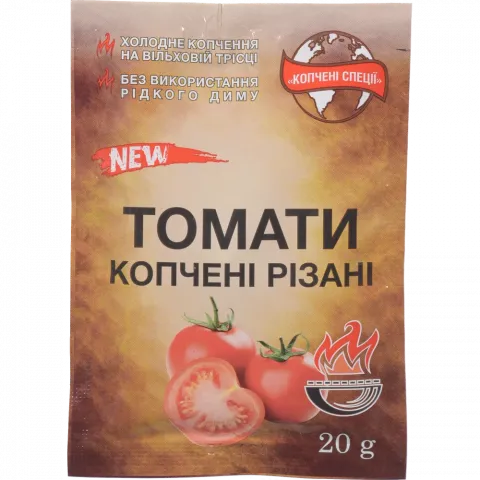 ХОЛОДНЕ КОПЧЕННЯ
НА ВІЛЬХОВІЙ ТРІСЦІ
БЕЗ ВИКОРИСТАННЯ
РІДКОГО ДИМУ
«КОПЧЕНІ СПЕЦІЇ»
NEW
ТОМАТИ
КОПЧЕНІ РІЗАНІ
20 g